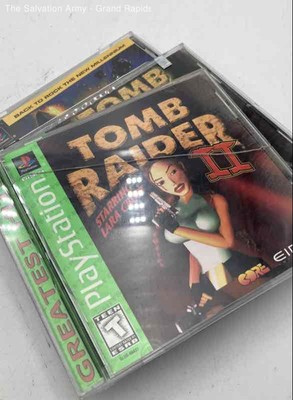 The Salvation Army - Grand Rapids
BACK TO ROCK THE NEW MILLENNIUM
TOMB
TOMB
RAIDER
II
STARRING
LARA
PlayStation
GREATEST
TEEN
T
ESRB
CORE